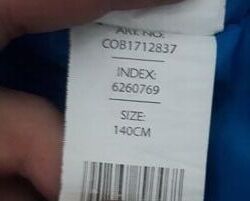 ART. NO:
COB1712837
INDEX:
6260769
SIZE:
140CM